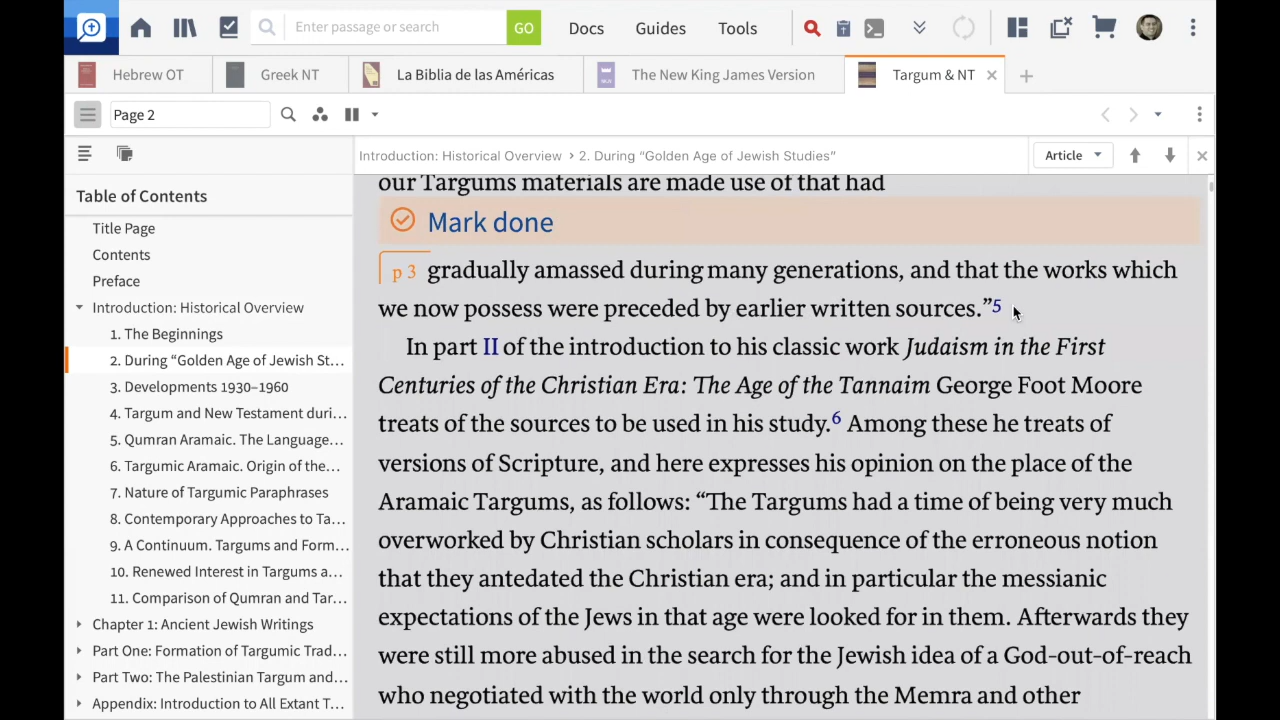 Enter passage or search
GO
Docs
Guides
Tools
Hebrew OT
Greek NT
La Biblia de las Américas
The New King James Version
Targum & NT
Page 2
Introduction: Historical Overview › 2. During “Golden Age of Jewish Studies”
Article
Table of Contents
Title Page
Contents
Preface
Introduction: Historical Overview
1. The Beginnings
2. During “Golden Age of Jewish St...
3. Developments 1930–1960
4. Targum and New Testament duri...
5. Qumran Aramaic. The Language...
6. Targumic Aramaic. Origin of the...
7. Nature of Targumic Paraphrases
8. Contemporary Approaches to Ta...
9. A Continuum. Targums and Form...
10. Renewed Interest in Targums a...
11. Comparison of Qumran and Tar...
Chapter 1: Ancient Jewish Writings
Part One: Formation of Targumic Trad...
Part Two: The Palestinian Targum and...
Appendix: Introduction to All Extant T...
our Targums materials are made use of that had
Mark done
p 3 gradually amassed during many generations, and that the works which
we now possess were preceded by earlier written sources.”5
In part II of the introduction to his classic work Judaism in the First
Centuries of the Christian Era: The Age of the Tannaim George Foot Moore
treats of the sources to be used in his study.6 Among these he treats of
versions of Scripture, and here expresses his opinion on the place of the
Aramaic Targums, as follows: “The Targums had a time of being very much
overworked by Christian scholars in consequence of the erroneous notion
that they antedated the Christian era; and in particular the messianic
expectations of the Jews in that age were looked for in them. Afterwards they
were still more abused in the search for the Jewish idea of a God-out-of-reach
who negotiated with the world only through the Memra and other